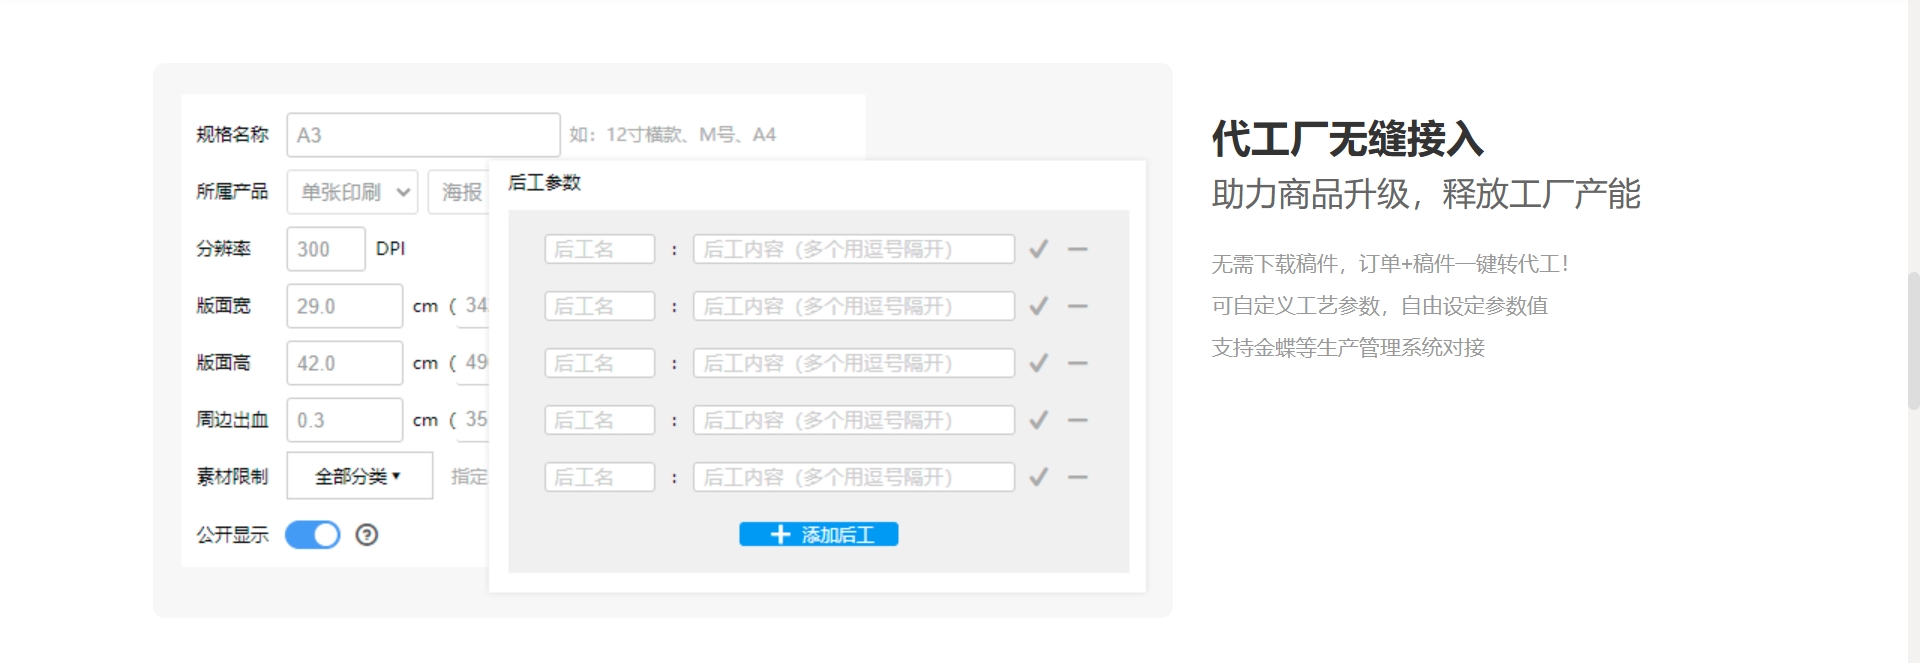 规格名称 A3 如：12寸横款、M号、A4
所属产品 单张印刷 海报
分辨率 300 DPI
版面宽 29.0 cm ( 34
版面高 42.0 cm ( 49
周边出血 0.3 cm ( 35
素材限制 全部分类▾ 指定
公开显示 ?
后工参数
后工名 : 后工内容（多个用逗号隔开）
后工名 : 后工内容（多个用逗号隔开）
后工名 : 后工内容（多个用逗号隔开）
后工名 : 后工内容（多个用逗号隔开）
后工名 : 后工内容（多个用逗号隔开）
+ 添加后工
代工厂无缝接入
助力商品升级，释放工厂产能
无需下载稿件，订单+稿件一键转代工！
可自定义工艺参数，自由设定参数值
支持金蝶等生产管理系统对接